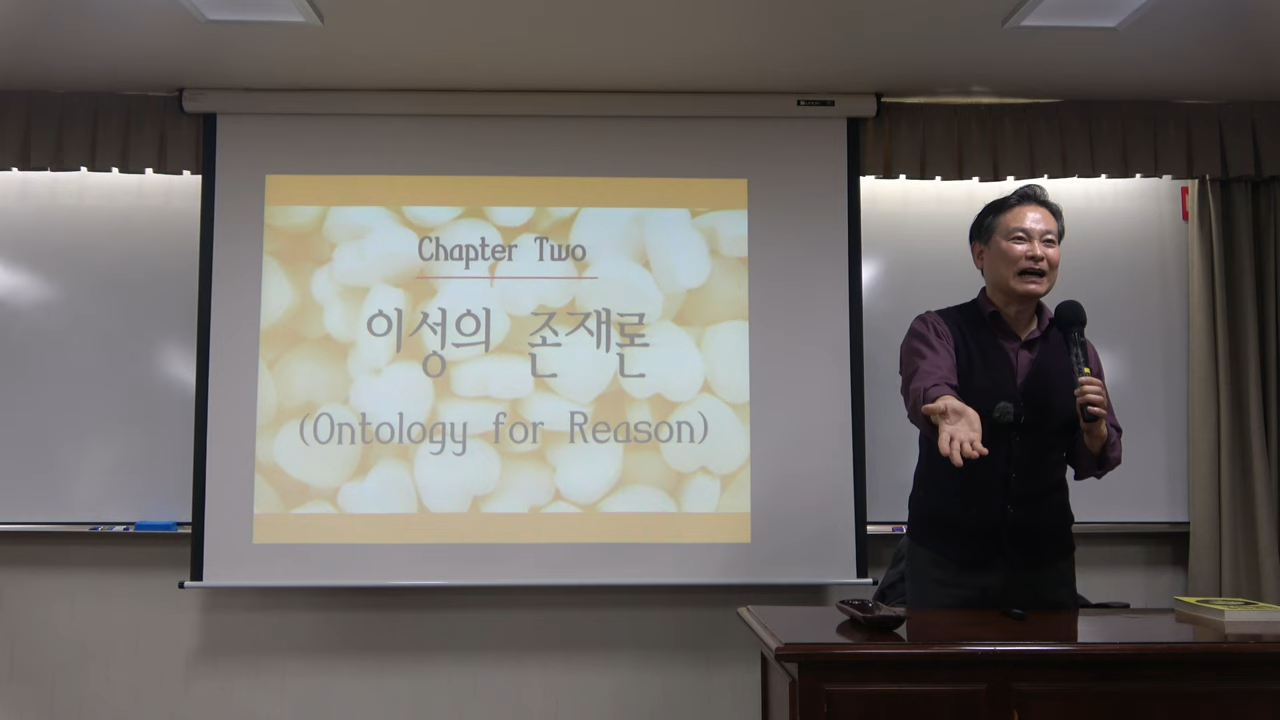 Chapter Two
이성의 존재론
(Ontology for Reason)